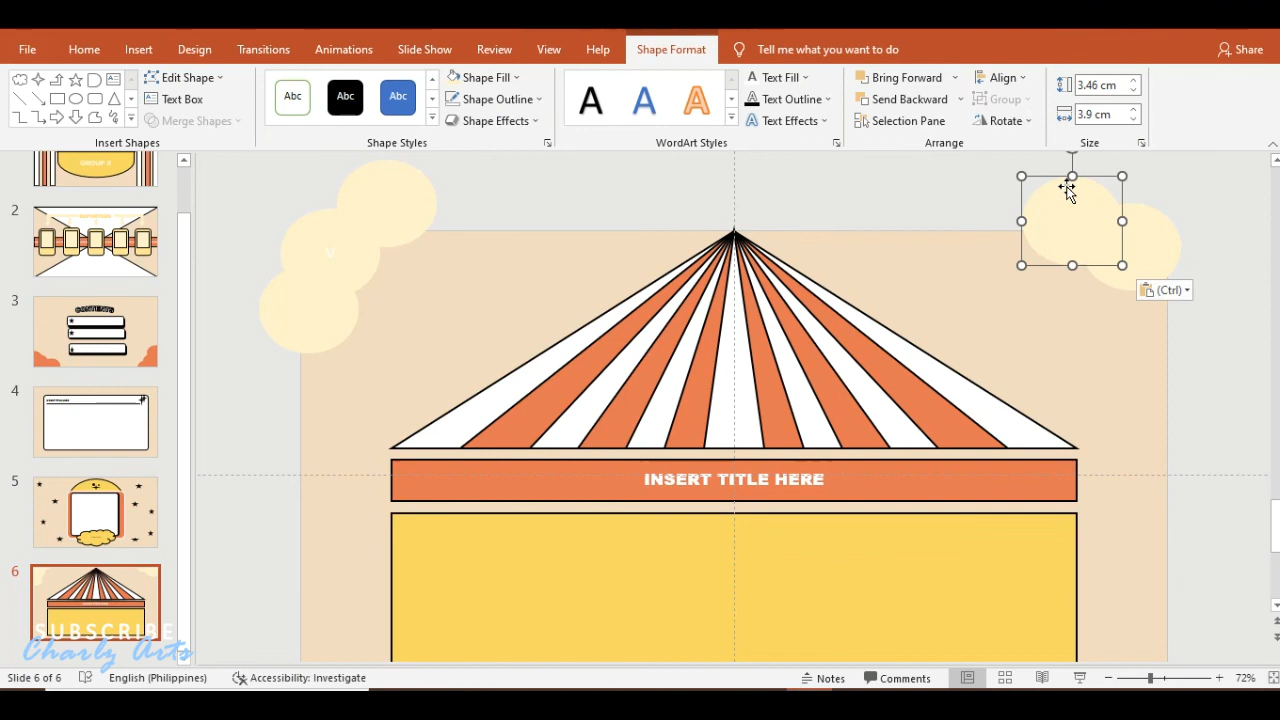 File Home Insert Design Transitions Animations Slide Show Review View Help Shape Format Tell me what you want to do Share
Edit Shape
Text Box
Merge Shapes
Insert Shapes
Abc Abc Abc
Shape Fill
Shape Outline
Shape Effects
Shape Styles
A A A
Text Fill
Text Outline
Text Effects
WordArt Styles
Bring Forward
Send Backward
Selection Pane
Align
Group
Rotate
Arrange
3.46 cm
3.9 cm
Size
GROUP
2
3
CONTENTS
4
5
6
(Ctrl)
INSERT TITLE HERE
SUBSCRIBE
Charly Arts
Slide 6 of 6 English (Philippines) Accessibility: Investigate Notes Comments 72%